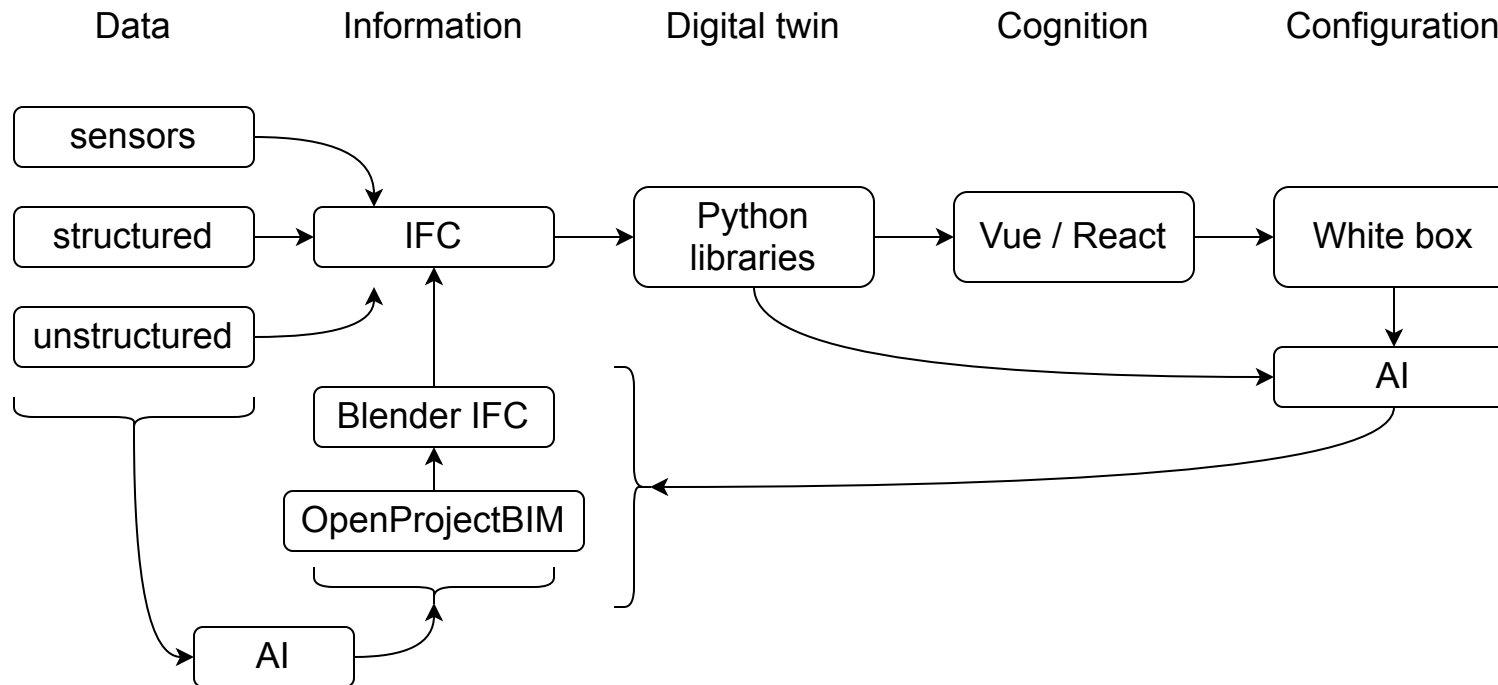 Data
Information
Digital twin
Cognition
Configuration
sensors
structured
IFC
Python
libraries
Vue / React
White box
unstructured
AI
Blender IFC
OpenProjectBIM
AI